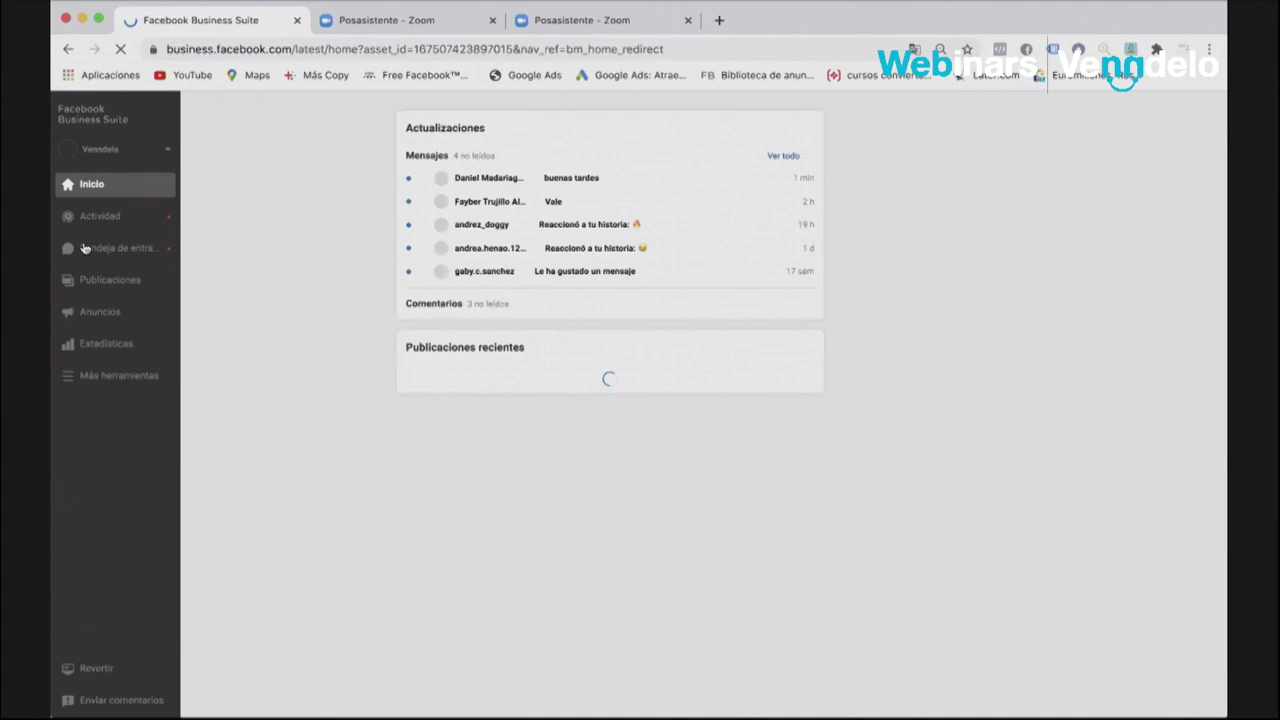 Facebook Business Suite
Posasistente - Zoom
Posasistente - Zoom
business.facebook.com/latest/home?asset_id=167507423897015&nav_ref=bm_home_redirect
Webinars Venndelo
Aplicaciones
YouTube
Maps
Más Copy
Free Facebook™...
Google Ads
Google Ads: Atrae...
FB Biblioteca de anun...
cursos
Facebook
Business Suite
Venndelo
Inicio
Actividad
ndeja de entra...
Publicaciones
Anuncios
Estadísticas
Más herramientas
Revertir
Enviar comentarios
Actualizaciones
Mensajes 4 no leídos Ver todo
Daniel Madariag... buenas tardes 1 min
Fayber Trujillo Al... Vale 2 h
andrez_doggy Reaccionó a tu historia: 🔥 19 h
andrea.henao.12... Reaccionó a tu historia: 1 d
gaby.c.sanchez Le ha gustado un mensaje 17 sem
Comentarios 3 no leídos
Publicaciones recientes